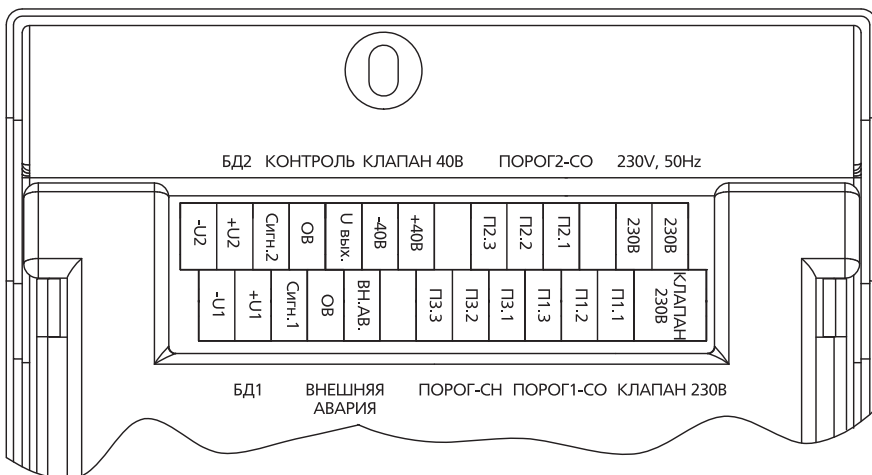 БД2 КОНТРОЛЬ КЛАПАН 40В ПОРОГ2-СО 230V, 50Hz
-U2 +U2 Сигн.2 ОВ U вых. -40В +40В П2.3 П2.2 П2.1 230В 230В
-U1 +U1 Сигн.1 ОВ ВН.АВ. П3.3 П3.2 П3.1 П1.3 П1.2 П1.1 КЛАПАН
230В
БД1 ВНЕШНЯЯ ПОРОГ-СН ПОРОГ1-СО КЛАПАН 230В
АВАРИЯ